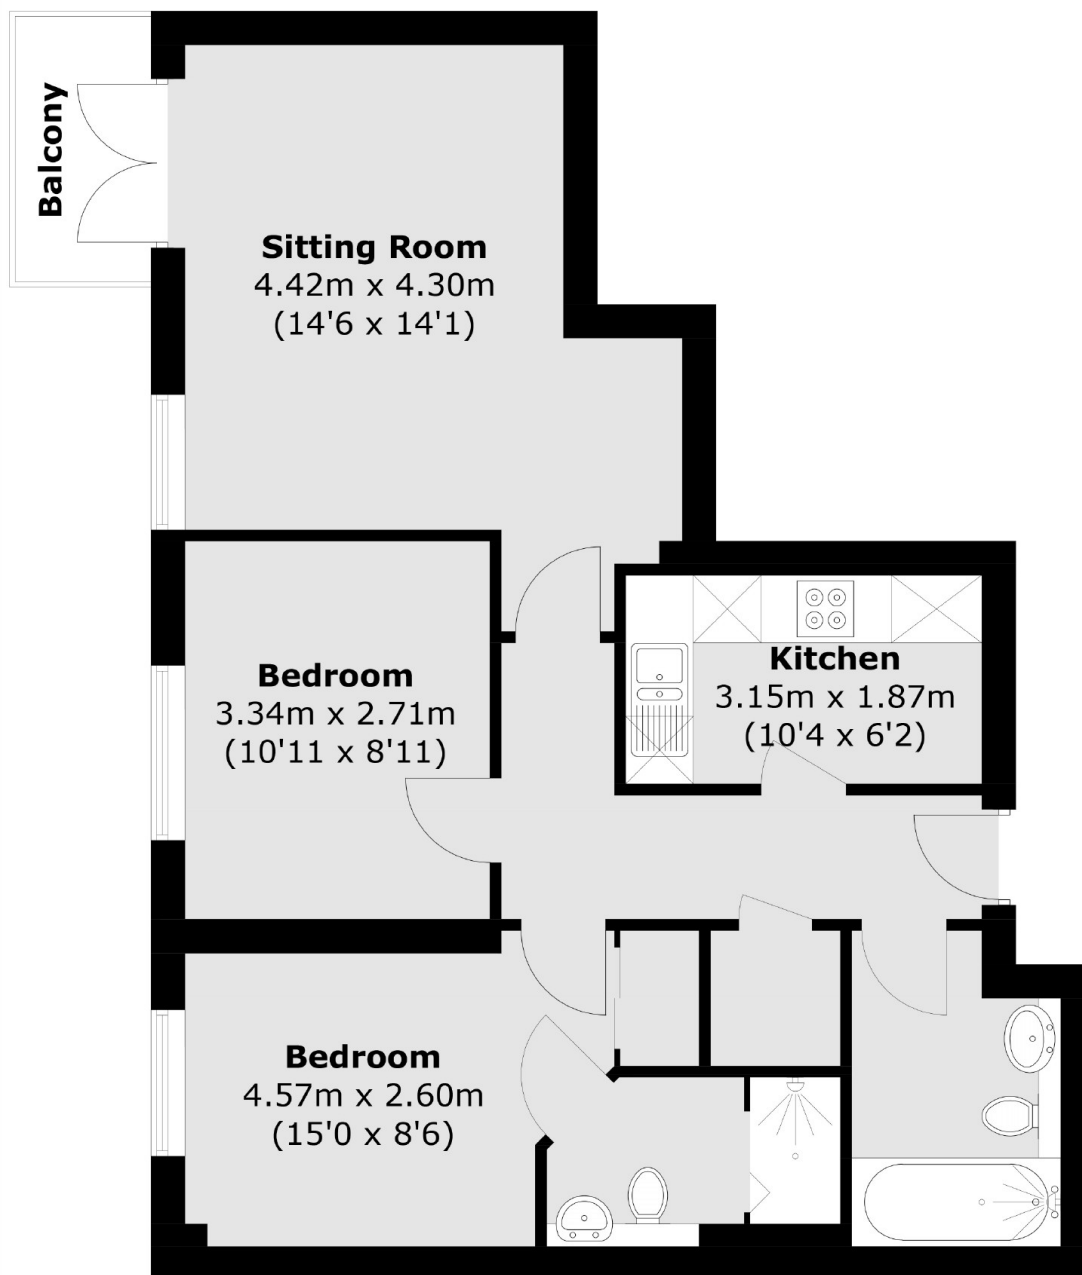 Balcony
Sitting Room
4.42m x 4.30m
(14'6 x 14'1)
Bedroom
3.34m x 2.71m
(10'11 x 8'11)
Kitchen
3.15m x 1.87m
(10'4 x 6'2)
Bedroom
4.57m x 2.60m
(15'0 x 8'6)